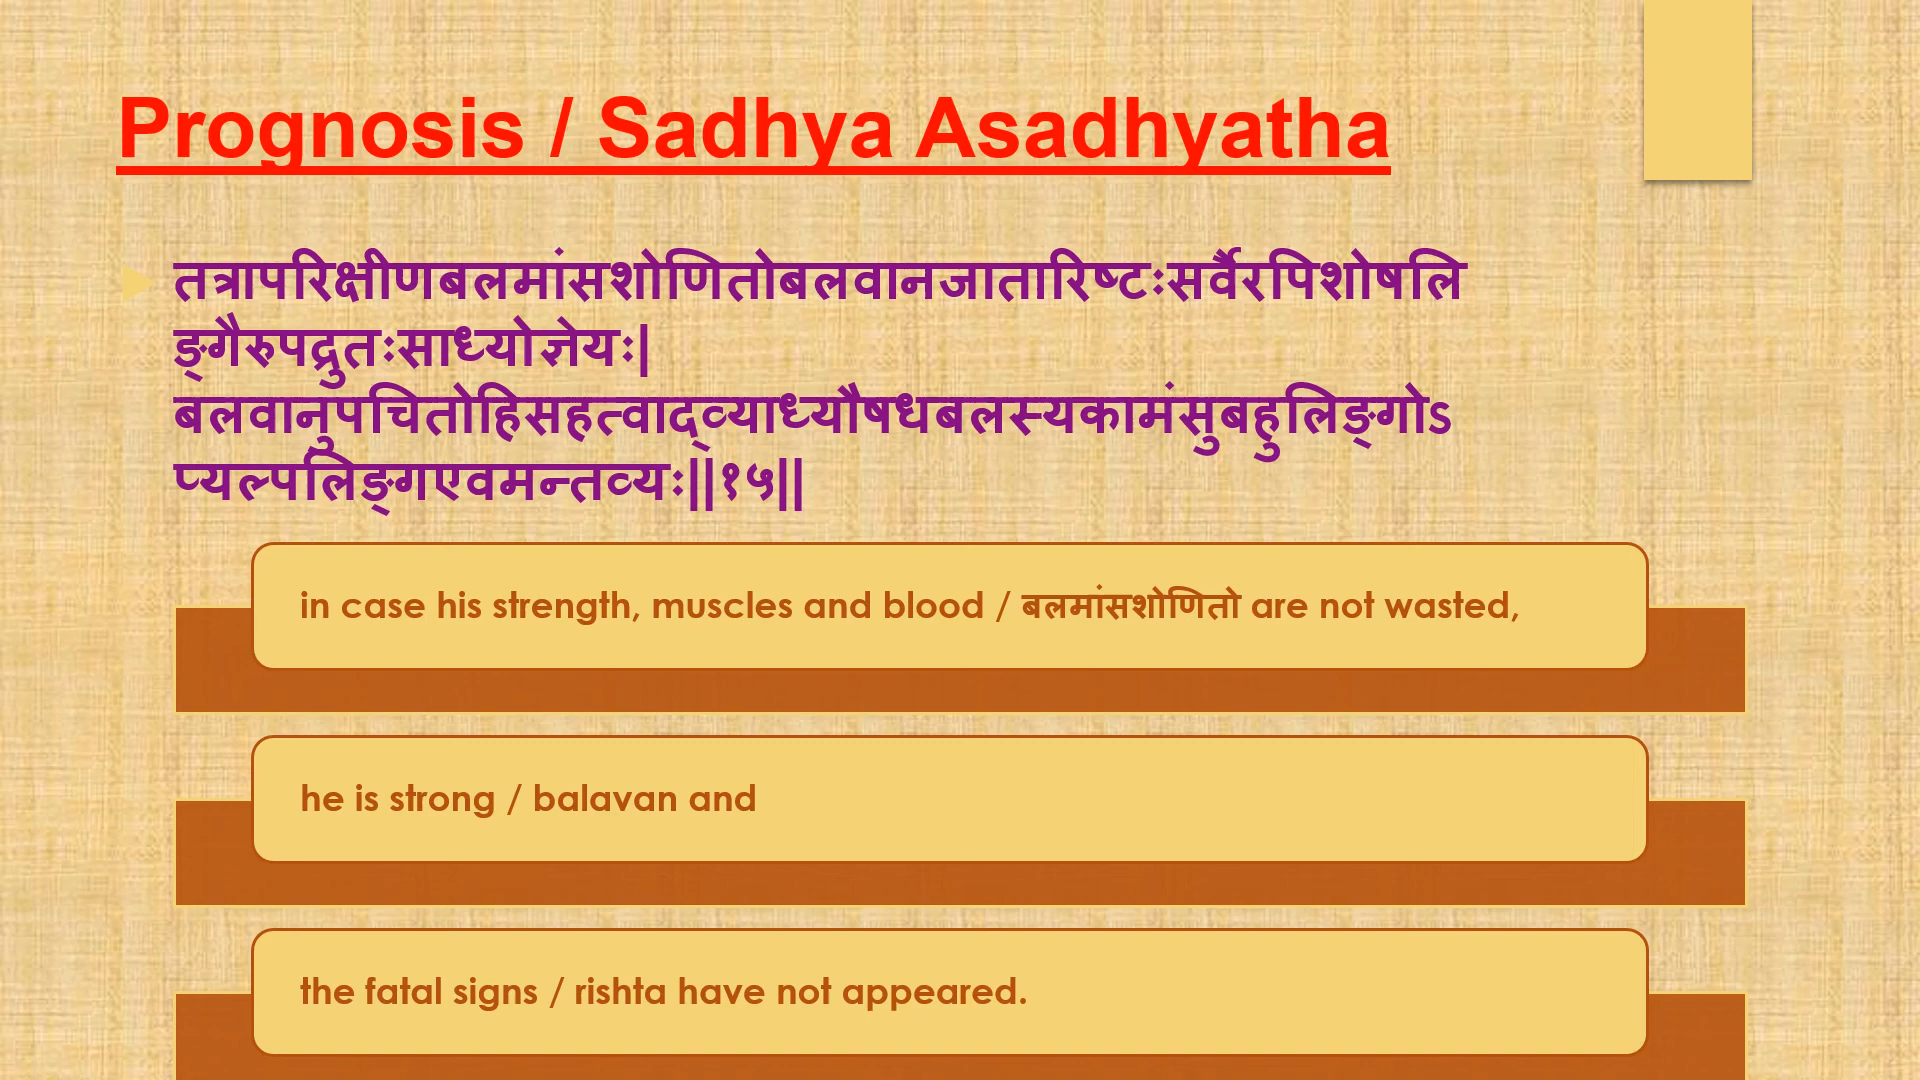 Prognosis / Sadhya Asadhyatha
तत्रापरिक्षीणबलमांसशोणितोबलवानजातारिष्टःसर्वैरपिशोषलि
ङ्गैरुपद्रुतःसाध्योज्ञेयः|
बलवानुपचितोहिसहत्वाद्व्याध्यौषधबलस्यकामंसुबहुलिङ्गोऽ
प्यल्पलिङ्गएवमन्तव्यः||१५||
in case his strength, muscles and blood / बलमांसशोणितो are not wasted,
he is strong / balavan and
the fatal signs / rishta have not appeared.